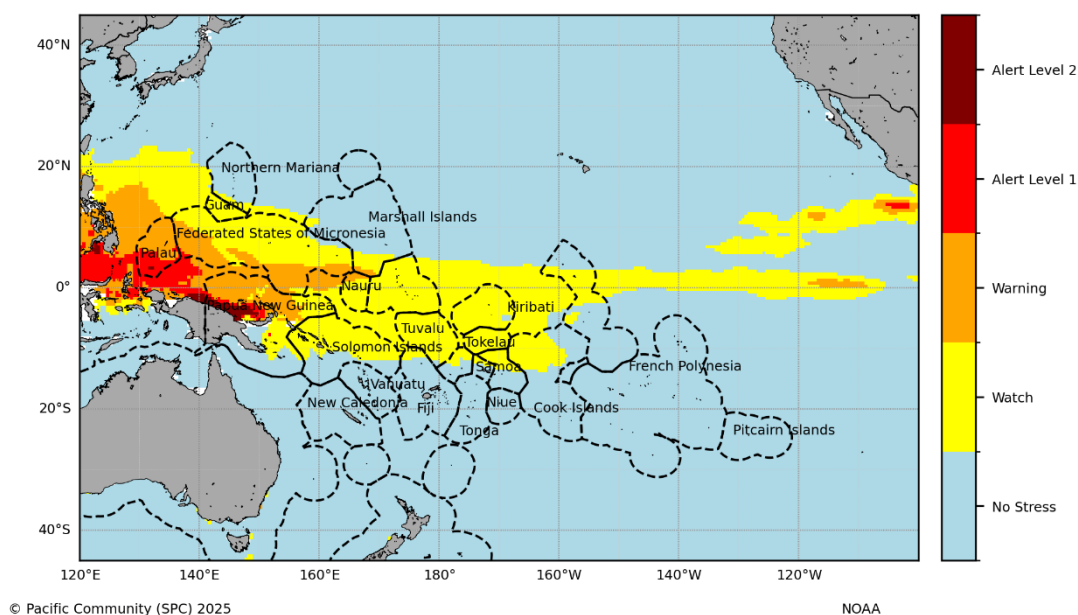 40°N
20°N
0°
20°S
40°S
120°E
140°E
160°E
180°
160°W
140°W
120°W
Northern Mariana
Guam
Marshall Islands
Federated States of Micronesia
Palau
Nauru
Papua New Guinea
Kiribati
Tuvalu
Solomon Islands
Tokelau
Samoa
French Polynesia
Vanuatu
New Caledonia
Fiji
Niue
Cook Islands
Tonga
Pitcairn Islands
Alert Level 2
Alert Level 1
Warning
Watch
No Stress
© Pacific Community (SPC) 2025
NOAA